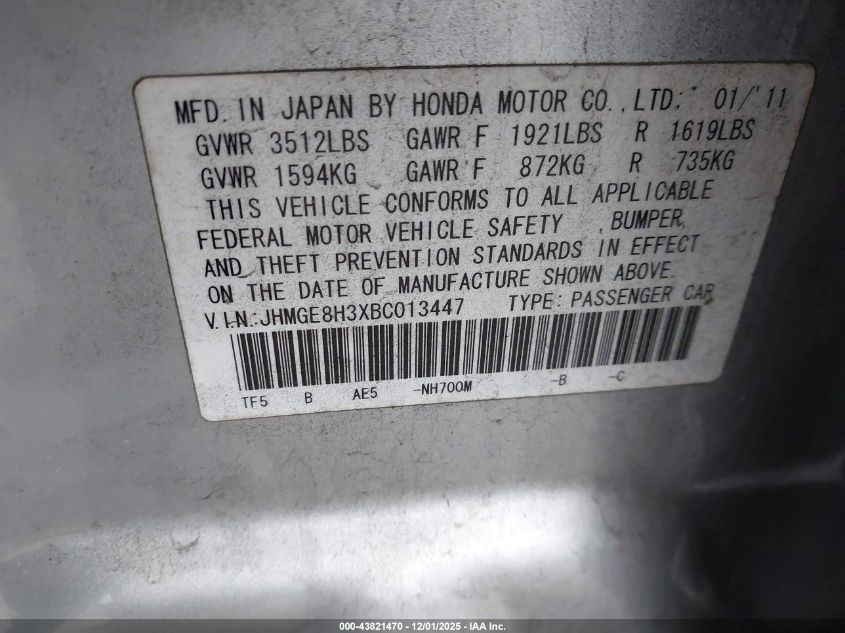 MFD. IN JAPAN BY HONDA MOTOR CO., LTD. 01/'11
GVWR 3512LBS GAWR F 1921LBS R 1619LBS
GVWR 1594KG GAWR F 872KG R 735KG
THIS VEHICLE CONFORMS TO ALL APPLICABLE
FEDERAL MOTOR VEHICLE SAFETY , BUMPER,
AND THEFT PREVENTION STANDARDS IN EFFECT
ON THE DATE OF MANUFACTURE SHOWN ABOVE.
V.I.N.:JHMGE8H3XBC013447 TYPE: PASSENGER CAR
TF5 B AE5 -NH700M -B -C
000-43821470 • 12/01/2025 • IAA Inc.